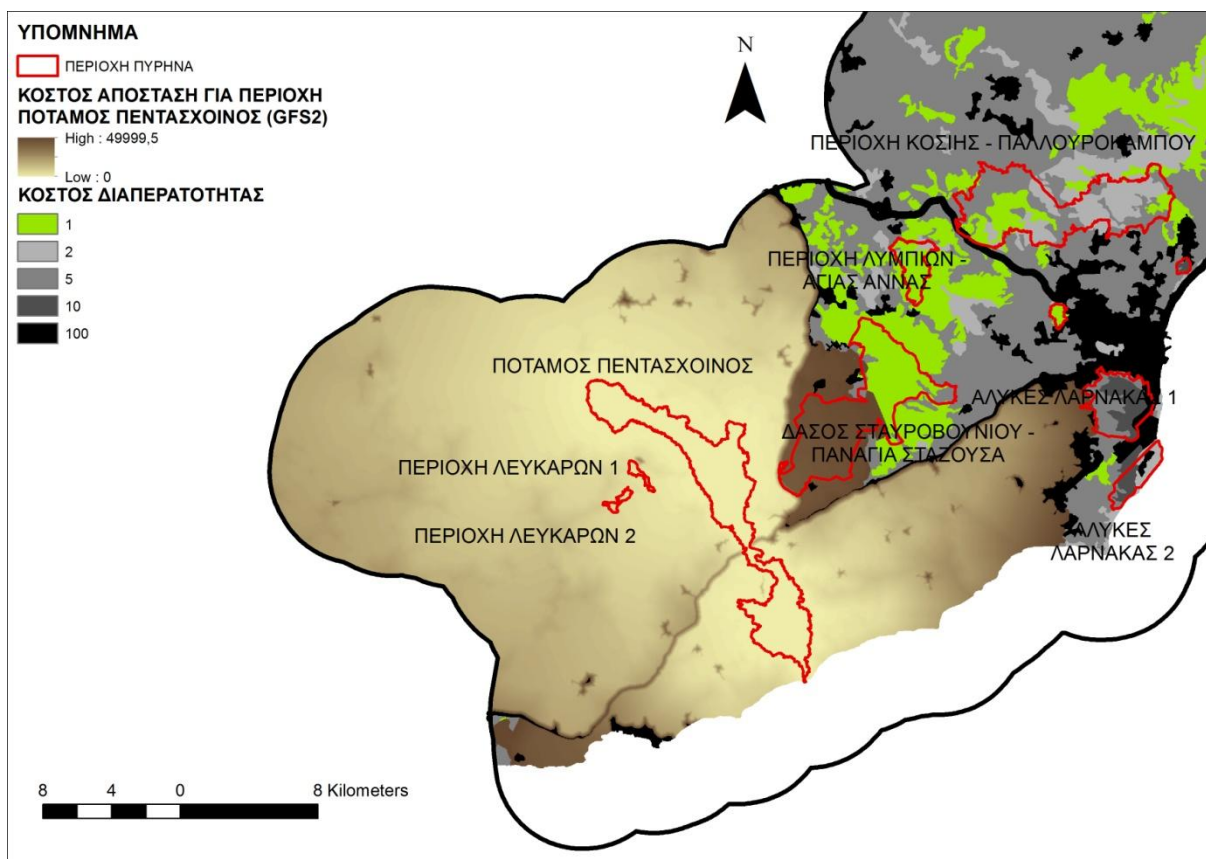 ΥΠΟΜΝΗΜΑ
ΠΕΡΙΟΧΗ ΠΥΡΗΝΑ
ΚΟΣΤΟΣ ΑΠΟΣΤΑΣΗ ΓΙΑ ΠΕΡΙΟΧΗ
ΠΟΤΑΜΟΣ ΠΕΝΤΑΣΧΟΙΝΟΣ (GFS2)
High : 49999,5
Low : 0
ΚΟΣΤΟΣ ΔΙΑΠΕΡΑΤΟΤΗΤΑΣ
1
2
5
10
100
N
ΠΕΡΙΟΧΗ ΚΟΣΙΗΣ - ΠΑΛΛΟΥΡΟΚΑΜΠΟΥ
ΠΕΡΙΟΧΗ ΛΥΜΠΙΩΝ -
ΑΓΙΑΣ ΑΝΝΑΣ
ΠΟΤΑΜΟΣ ΠΕΝΤΑΣΧΟΙΝΟΣ
ΑΛΥΚΕΣ ΛΑΡΝΑΚΑΣ 1
ΔΑΣΟΣ ΣΤΑΥΡΟΒΟΥΝΙΟΥ -
ΠΑΝΑΓΙΑ ΣΤΑΖΟΥΣΑ
ΠΕΡΙΟΧΗ ΛΕΥΚΑΡΩΝ 1
ΠΕΡΙΟΧΗ ΛΕΥΚΑΡΩΝ 2
ΑΛΥΚΕΣ
ΛΑΡΝΑΚΑΣ 2
8 4 0 8 Kilometers